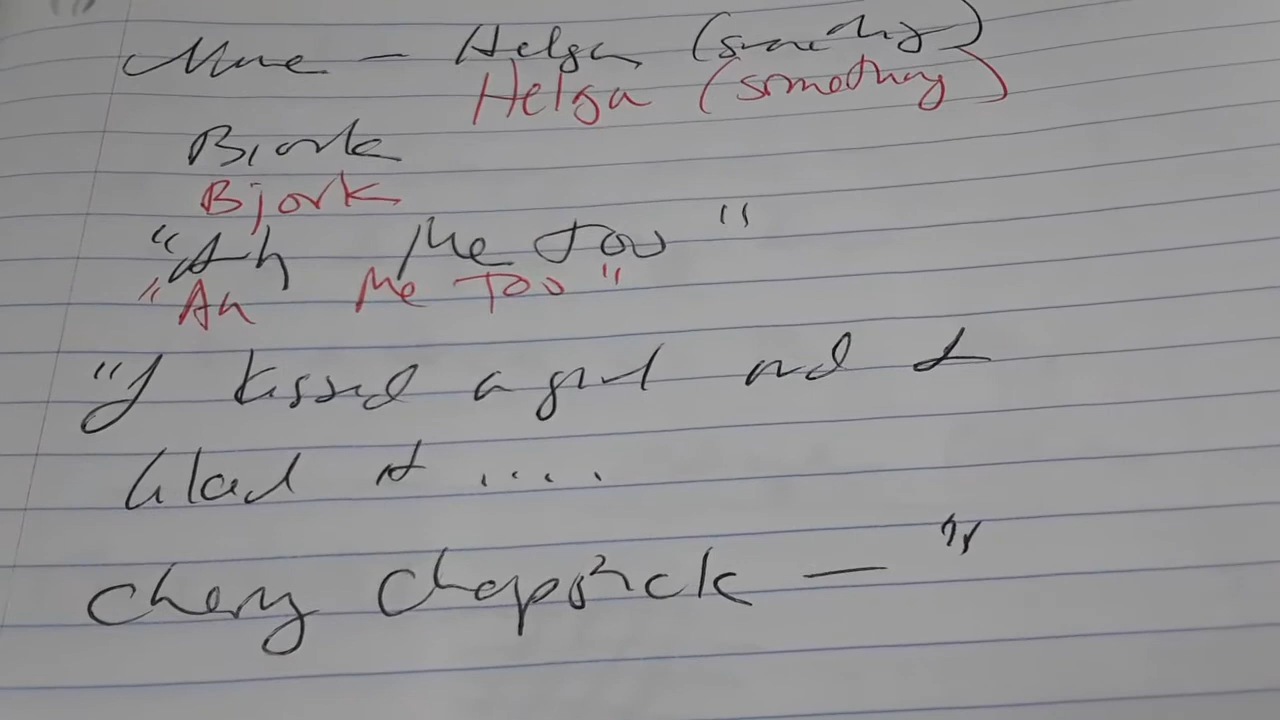 Mme – Helga (something)
Helga (something)
Bjork
Bjork
"Ah Me Too"
"Ah Me Too"
"I kissed a girl and I
liked it ....
cherry chapstick — "